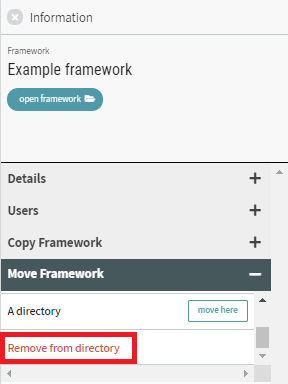 Information
Framework
Example framework
open framework
Details
Users
Copy Framework
Move Framework
A directory
move here
Remove from directory